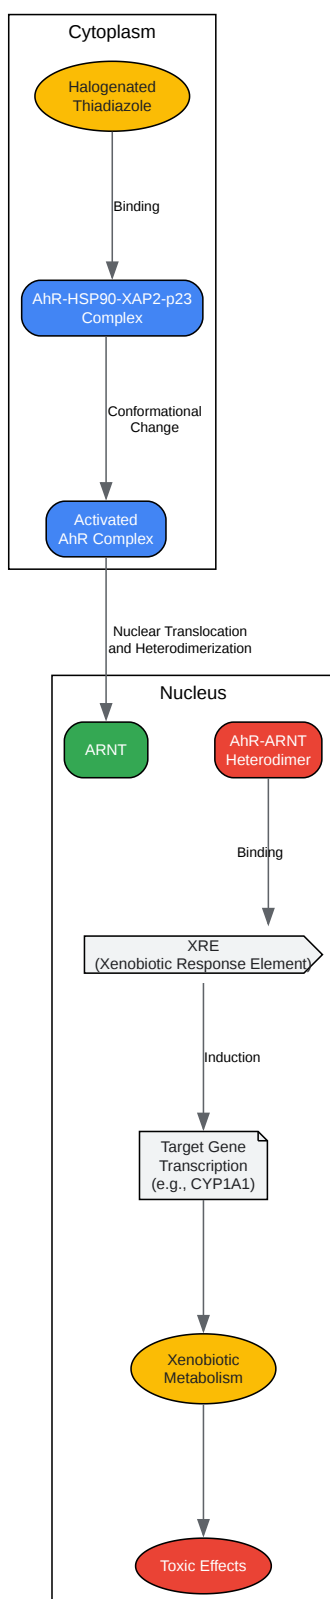 Cytoplasm
Halogenated
Thiadiazole
Binding
AhR-HSP90-XAP2-p23
Complex
Conformational
Change
Activated
AhR Complex
Nuclear Translocation
and Heterodimerization
Nucleus
ARNT
AhR-ARNT
Heterodimer
Binding
XRE
(Xenobiotic Response Element)
Induction
Target Gene
Transcription
(e.g., CYP1A1)
Xenobiotic
Metabolism
Toxic Effects